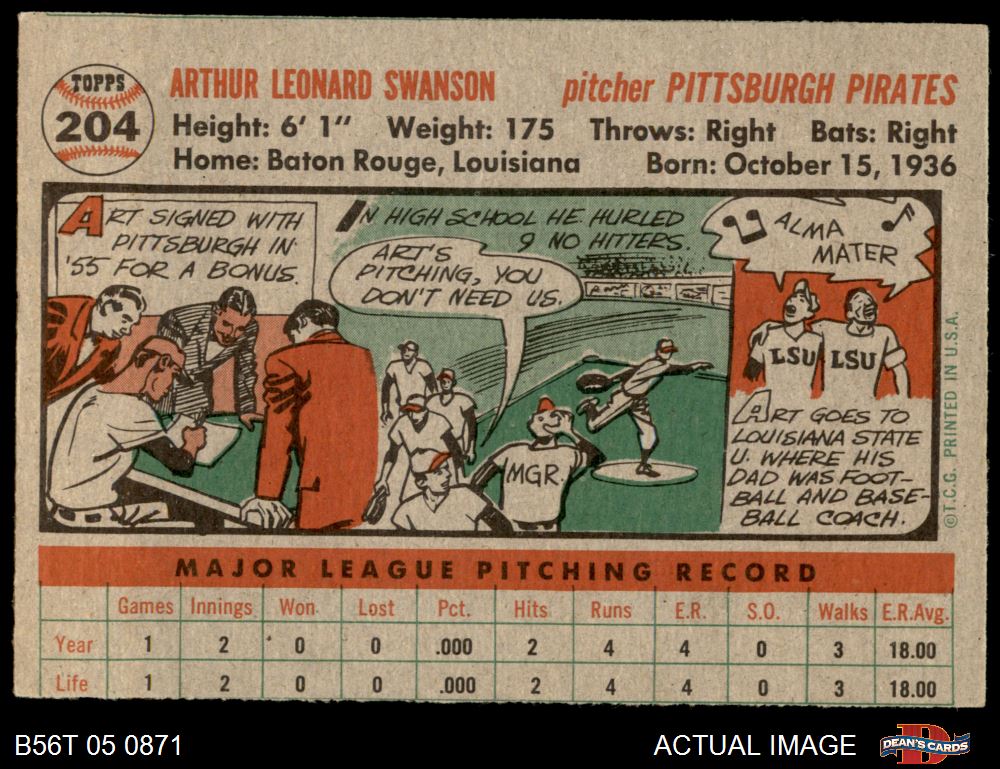 TOPPS
204
ARTHUR LEONARD SWANSON pitcher PITTSBURGH PIRATES
Height: 6' 1" Weight: 175 Throws: Right Bats: Right
Home: Baton Rouge, Louisiana Born: October 15, 1936
ART SIGNED WITH
PITTSBURGH IN
'55 FOR A BONUS.
IN HIGH SCHOOL HE HURLED
9 NO HITTERS.
ART'S
PITCHING, YOU
DON'T NEED US.
MGR.
ALMA
MATER
LSU LSU
ART GOES TO
LOUISIANA STATE
U. WHERE HIS
DAD WAS FOOT-
BALL AND BASE-
BALL COACH.
©T.C.G. PRINTED IN U.S.A.
MAJOR LEAGUE PITCHING RECORD
Games Innings Won Lost Pct. Hits Runs E.R. S.O. Walks E.R.Avg.
Year 1 2 0 0 .000 2 4 4 0 3 18.00
Life 1 2 0 0 .000 2 4 4 0 3 18.00
B56T 05 0871 ACTUAL IMAGE DEAN'S CARDS